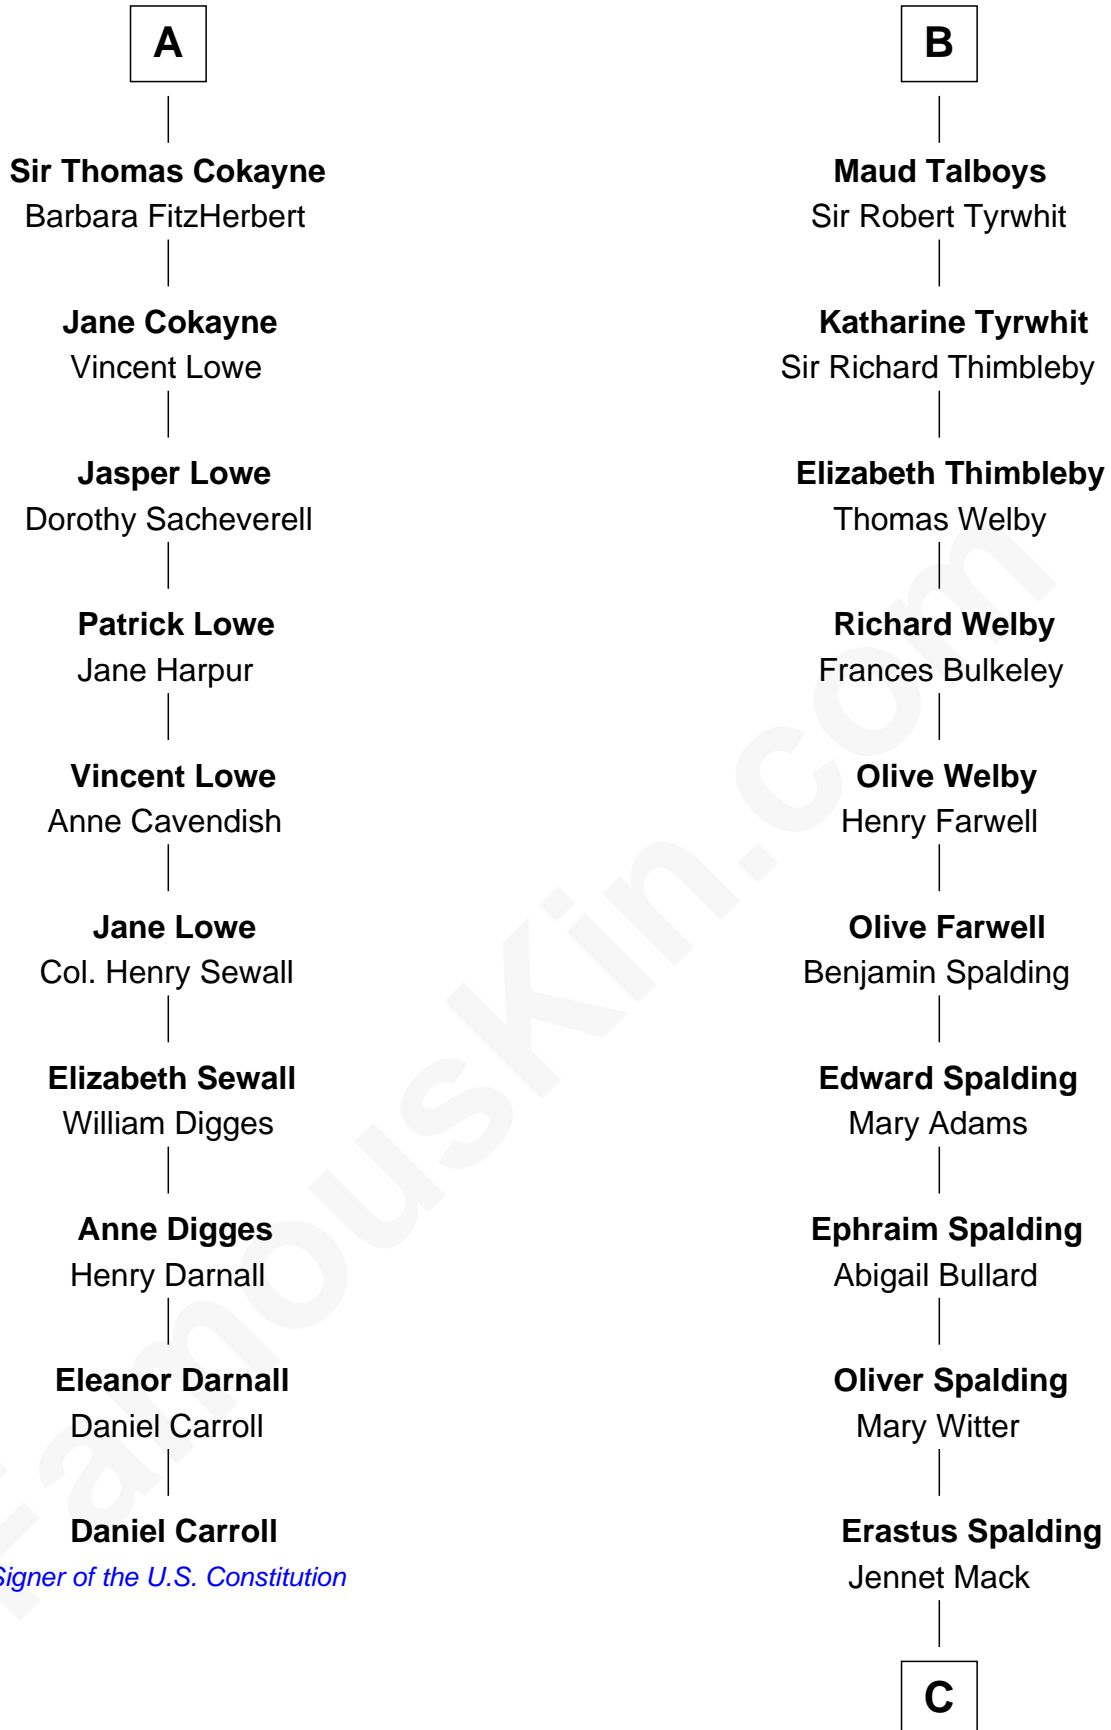 A
Sir Thomas Cokayne
Barbara FitzHerbert
Jane Cokayne
Vincent Lowe
Jasper Lowe
Dorothy Sacheverell
Patrick Lowe
Jane Harpur
Vincent Lowe
Anne Cavendish
Jane Lowe
Col. Henry Sewall
Elizabeth Sewall
William Digges
Anne Digges
Henry Darnall
Eleanor Darnall
Daniel Carroll
Daniel Carroll
Signer of the U.S. Constitution
B
Maud Talboys
Sir Robert Tyrwhit
Katharine Tyrwhit
Sir Richard Thimbleby
Elizabeth Thimbleby
Thomas Welby
Richard Welby
Frances Bulkeley
Olive Welby
Henry Farwell
Olive Farwell
Benjamin Spalding
Edward Spalding
Mary Adams
Ephraim Spalding
Abigail Bullard
Oliver Spalding
Mary Witter
Erastus Spalding
Jennet Mack
C
FamousKin.com